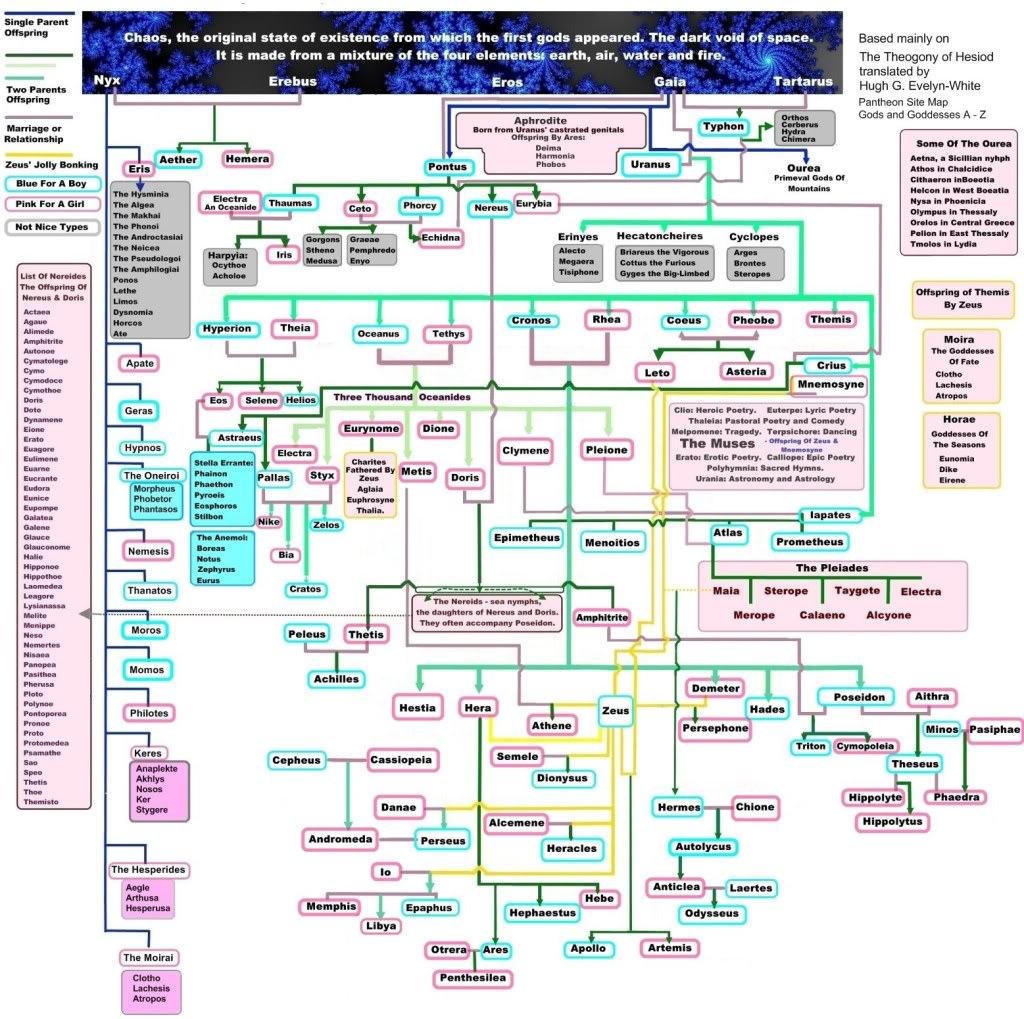 Single Parent
Offspring
Two Parents
Offspring
Marriage or
Relationship
Zeus' Jolly Bonking
Blue For A Boy
Pink For A Girl
Not Nice Types
Chaos, the original state of existence from which the first gods appeared. The dark void of space.
It is made from a mixture of the four elements: earth, air, water and fire.
Nyx
Erebus
Eros
Gaia
Tartarus
Based mainly on
The Theogony of Hesiod
translated by
Hugh G. Evelyn-White
Pantheon Site Map
Gods and Goddesses A - Z
Some Of The Ourea
Aetna, a Sicillian nyhph
Athos in Chalcidice
Cithaeron inBoeotia
Helcon in West Boeatia
Nysa in Phoenicia
Olympus in Thessaly
Orelos in Central Greece
Pelion in East Thessaly
Tmolos in Lydia
Aphrodite
Born from Uranus' castrated genitals
Offspring By Ares:
Deima
Harmonia
Phobos
Typhon
Orthos
Cerberus
Hydra
Chimera
Aether
Hemera
Eris
Pontus
Uranus
Ourea
Primeval Gods Of
Mountains
The Hysminia
The Algea
The Makhai
The Phonoi
The Androctasiai
The Neicea
The Pseudologoi
The Amphilogiai
Ponos
Lethe
Limos
Dysnomia
Horcos
Ate
Electra
An Oceanide
Thaumas
Ceto
Phorcy
Nereus
Eurybia
Harpyia:
Ocythoe
Acholoe
Iris
Gorgons
Stheno
Medusa
Graeae
Pemphredo
Enyo
Echidna
Erinyes
Alecto
Megaera
Tisiphone
Hecatoncheires
Briareus the Vigorous
Cottus the Furious
Gyges the Big-Limbed
Cyclopes
Arges
Brontes
Steropes
List Of Nereides
The Offspring Of
Nereus & Doris
Actaea
Agaue
Alimede
Amphitrite
Autonoe
Cymatolege
Cymo
Cymodoce
Cymothoe
Doris
Doto
Dynamene
Eione
Erato
Euagore
Eulimene
Euarne
Eucrante
Eudora
Eunice
Eupompe
Galatea
Galene
Glauce
Glauconome
Halie
Hipponoe
Hippothoe
Laomedea
Leagore
Lysianassa
Melite
Menippe
Neso
Nemertes
Nisaea
Panopea
Pasithea
Pherusa
Ploto
Polynoe
Pontoporea
Pronoe
Proto
Protomedea
Psamathe
Sao
Speo
Thetis
Thoe
Themisto
Hyperion
Theia
Oceanus
Tethys
Cronos
Rhea
Coeus
Pheobe
Themis
Offspring of Themis
By Zeus
Moira
The Goddesses
Of Fate
Clotho
Lachesis
Atropos
Horae
Goddesses Of
The Seasons
Eunomia
Dike
Eirene
Apate
Geras
Hypnos
The Oneiroi
Morpheus
Phobetor
Phantasos
Nemesis
Thanatos
Moros
Momos
Philotes
Keres
Anaplekte
Akhlys
Nosos
Ker
Stygere
The Hesperides
Aegle
Arthusa
Hesperusa
The Moirai
Clotho
Lachesis
Atropos
Leto
Asteria
Crius
Mnemosyne
Eos
Selene
Helios
Three Thousand Oceanides
Astraeus
Electra
Eurynome
Dione
Clymene
Pleione
Clio: Heroic Poetry. Euterpe: Lyric Poetry
Thaleia: Pastoral Poetry and Comedy
Melpomene: Tragedy. Terpsichore: Dancing
The Muses - Offspring Of Zeus &
Mnemosyne
Erato: Erotic Poetry. Calliope: Epic Poetry
Polyhymnia: Sacred Hymns.
Urania: Astronomy and Astrology
Stella Errante:
Phainon
Phaethon
Pyroeis
Eosphoros
Stilbon
Pallas
Styx
Charites
Fathered By
Zeus
Aglaia
Euphrosyne
Thalia.
Metis
Doris
Nike
Zelos
Bia
Cratos
The Anemoi:
Boreas
Notus
Zephyrus
Eurus
Iapates
Epimetheus
Menoitios
Atlas
Prometheus
The Pleiades
Maia
Sterope
Taygete
Electra
Merope
Calaeno
Alcyone
The Nereids - sea nymphs,
the daughters of Nereus and Doris.
They often accompany Poseidon.
Peleus
Thetis
Amphitrite
Achilles
Hestia
Hera
Athene
Zeus
Demeter
Persephone
Hades
Poseidon
Aithra
Triton
Cymopoleia
Minos
Pasiphae
Theseus
Hippolyte
Phaedra
Hippolytus
Cepheus
Cassiopeia
Semele
Dionysus
Danae
Andromeda
Perseus
Alcemene
Heracles
Hermes
Chione
Autolycus
Io
Memphis
Epaphus
Libya
Hephaestus
Hebe
Anticlea
Laertes
Odysseus
Otrera
Ares
Penthesilea
Apollo
Artemis